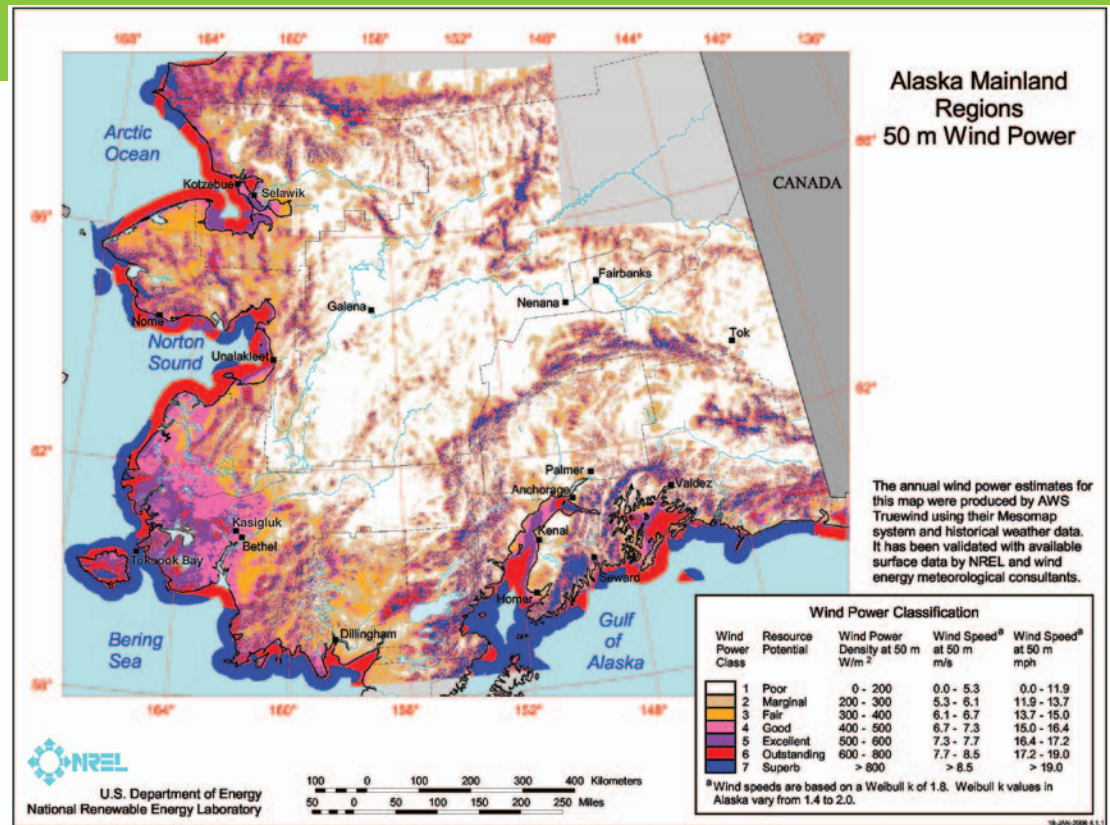 168°
164°
160°
156°
152°
148°
144°
140°
136°
Alaska Mainland
Regions
50 m Wind Power
Arctic
Ocean
66°
CANADA
Kotzebue
Selawik
66°
Fairbanks
Nenana
Galena
Nome
Tok
Norton
Sound
Unalakleet
62°
62°
Palmer
Anchorage
Valdez
The annual wind power estimates for
this map were produced by AWS
Truewind using their Mesomap
system and historical weather data.
It has been validated with available
surface data by NREL and wind
energy meteorological consultants.
Kasigluk
Bethel
Kenai
Toksook Bay
Seward
Homer
Dillingham
Bering
Sea
Gulf
of
Alaska
58°
164°
160°
156°
148°
Wind Power Classification
Wind Power Class Resource Potential Wind Power Density at 50 m W/m² Wind Speedª at 50 m m/s Wind Speedª at 50 m mph
1 Poor 0 - 200 0.0 - 5.3 0.0 - 11.9
2 Marginal 200 - 300 5.3 - 6.1 11.9 - 13.7
3 Fair 300 - 400 6.1 - 6.7 13.7 - 15.0
4 Good 400 - 500 6.7 - 7.3 15.0 - 16.4
5 Excellent 500 - 600 7.3 - 7.7 16.4 - 17.2
6 Outstanding 600 - 800 7.7 - 8.5 17.2 - 19.0
7 Superb > 800 > 8.5 > 19.0
ª Wind speeds are based on a Weibull k of 1.8. Weibull k values in
Alaska vary from 1.4 to 2.0.
NREL
U.S. Department of Energy
National Renewable Energy Laboratory
100 0 100 200 300 400 Kilometers
50 0 50 100 150 200 250 Miles